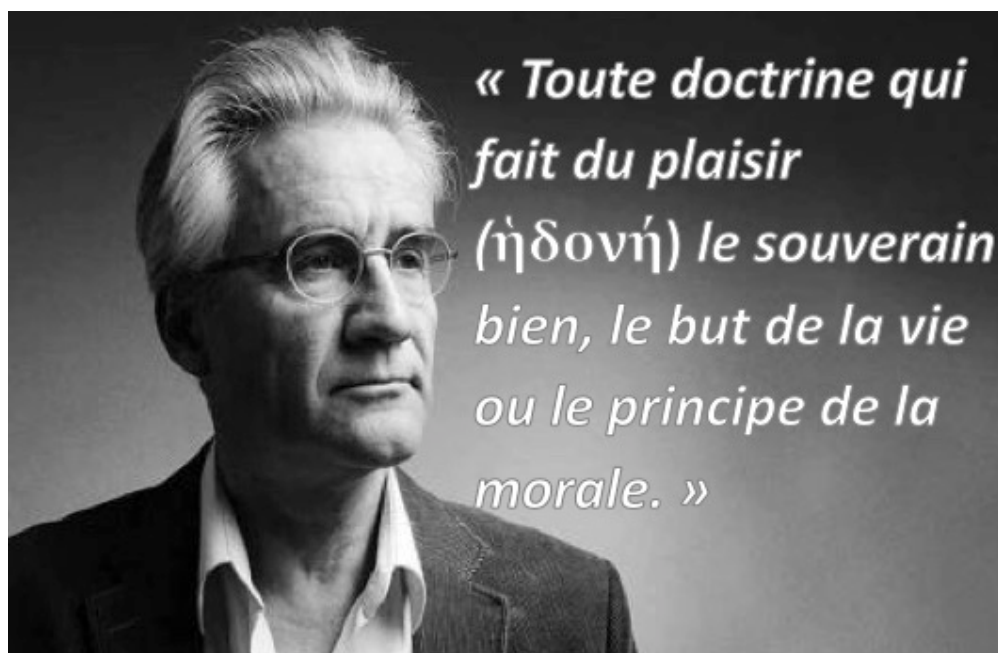 « Toute doctrine qui
fait du plaisir
(ἡδονή) le souverain
bien, le but de la vie
ou le principe de la
morale. »